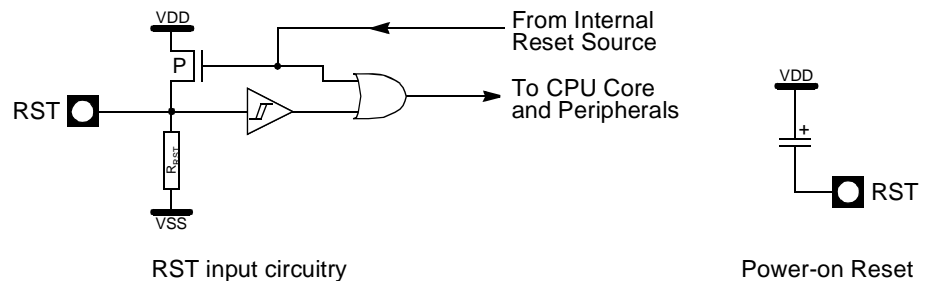 VDD
From Internal
Reset Source
P
To CPU Core
and Peripherals
VDD
RST
+
RRST
RST
VSS
RST input circuitry
Power-on Reset